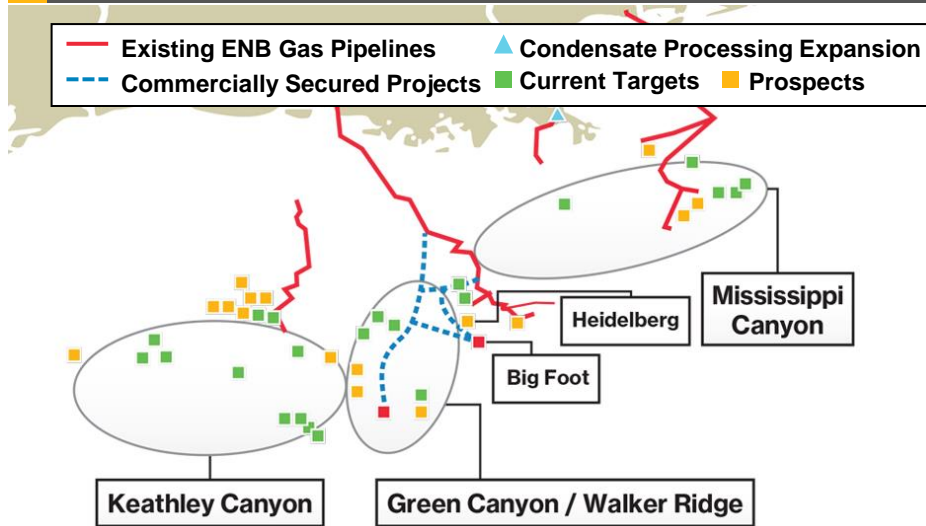 Existing ENB Gas Pipelines
Condensate Processing Expansion
Commercially Secured Projects
Current Targets
Prospects
Mississippi
Canyon
Heidelberg
Big Foot
Keathley Canyon
Green Canyon / Walker Ridge